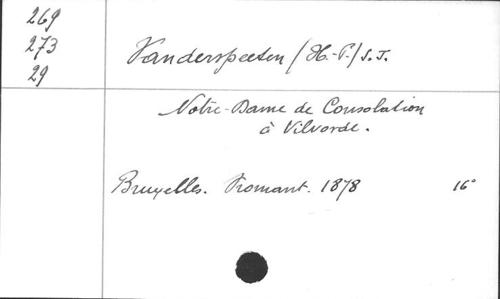 269
273
29
Vanderspeeten (H.-P.) S.J.
Notre-Dame de Consolation
à Vilvorde.
Bruxelles. Vromant. 1878 16°